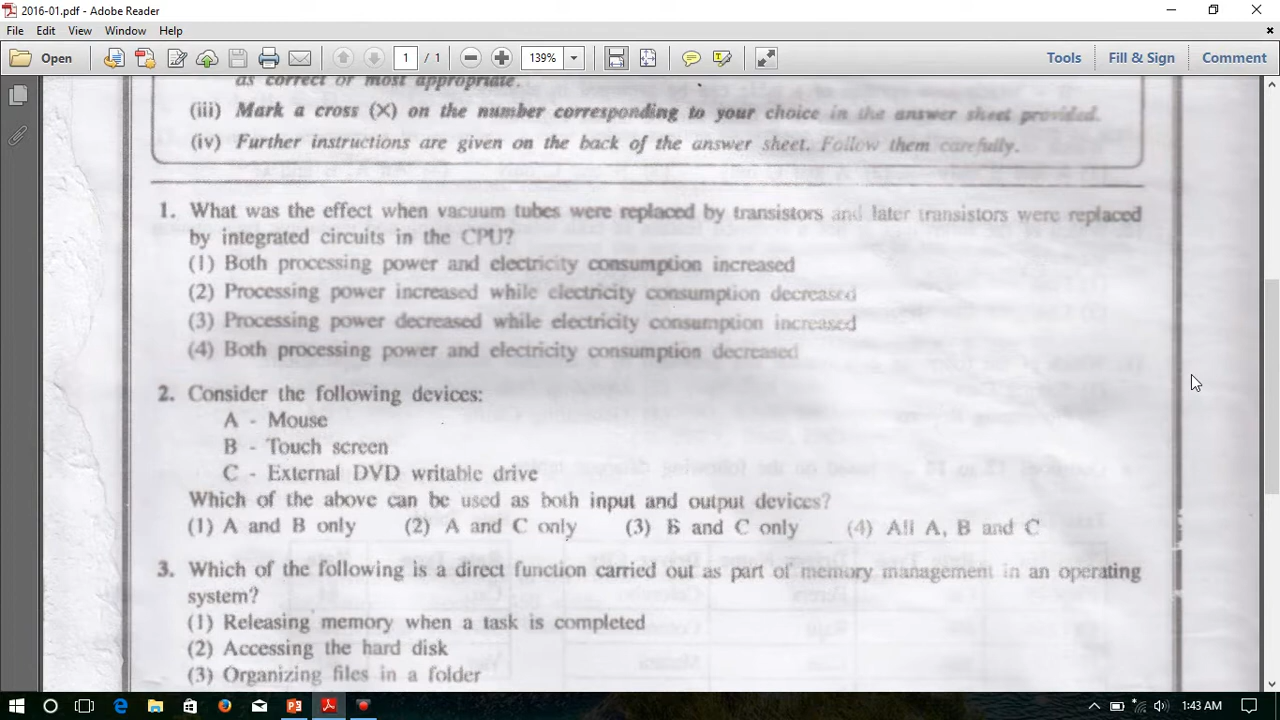 2016-01.pdf - Adobe Reader
File Edit View Window Help
Open 1 / 1 139% Tools Fill & Sign Comment
as correct or most appropriate.
(iii) Mark a cross (X) on the number corresponding to your choice in the answer sheet provided.
(iv) Further instructions are given on the back of the answer sheet. Follow them carefully.
1. What was the effect when vacuum tubes were replaced by transistors and later transistors were replaced
by integrated circuits in the CPU?
(1) Both processing power and electricity consumption increased
(2) Processing power increased while electricity consumption decreased
(3) Processing power decreased while electricity consumption increased
(4) Both processing power and electricity consumption decreased
2. Consider the following devices:
A - Mouse
B - Touch screen
C - External DVD writable drive
Which of the above can be used as both input and output devices?
(1) A and B only (2) A and C only (3) B and C only (4) All A, B and C
3. Which of the following is a direct function carried out as part of memory management in an operating
system?
(1) Releasing memory when a task is completed
(2) Accessing the hard disk
(3) Organizing files in a folder
1:43 AM